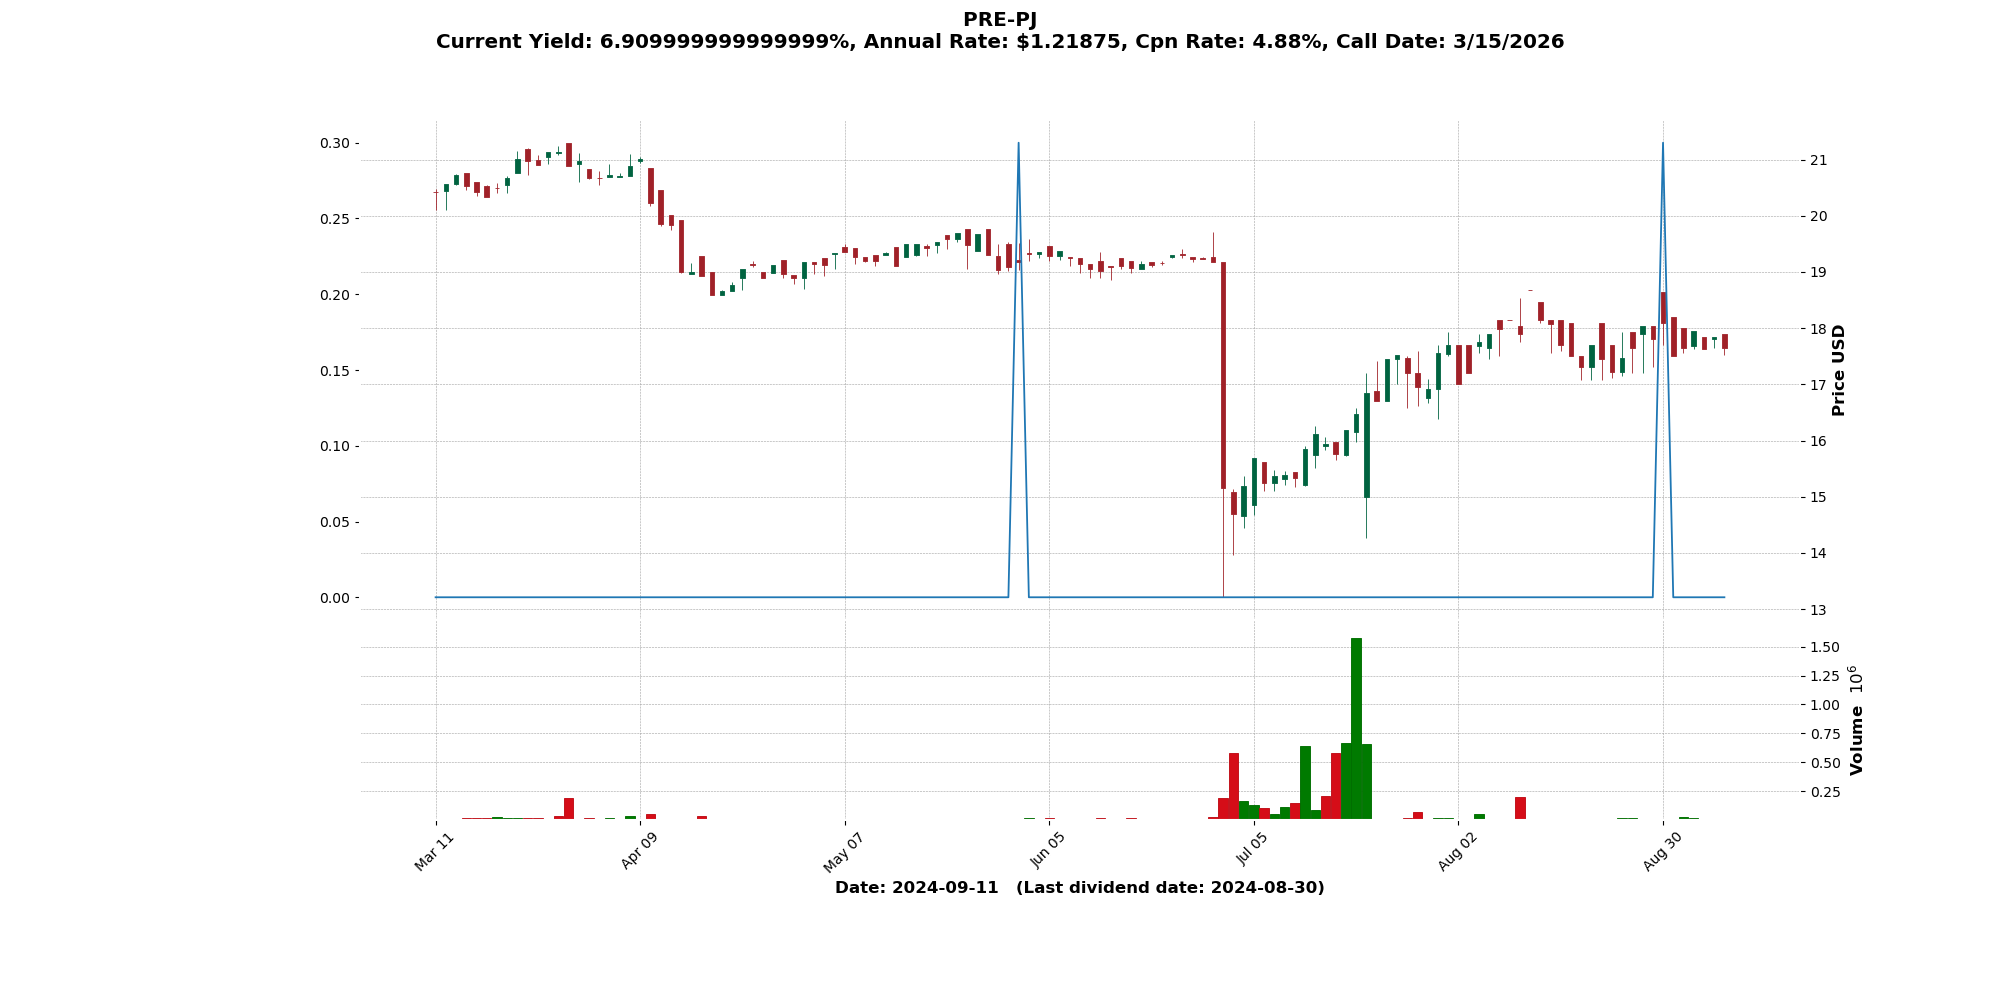 PRE-PJ
Current Yield: 6.909999999999999%, Annual Rate: $1.21875, Cpn Rate: 4.88%, Call Date: 3/15/2026
0.30
0.25
0.20
0.15
0.10
0.05
0.00
21
20
19
18
17
16
15
14
13
Price USD
1.50
1.25
1.00
0.75
0.50
0.25
Volume 10^6
Mar 11
Apr 09
May 07
Jun 05
Jul 05
Aug 02
Aug 30
Date: 2024-09-11 (Last dividend date: 2024-08-30)